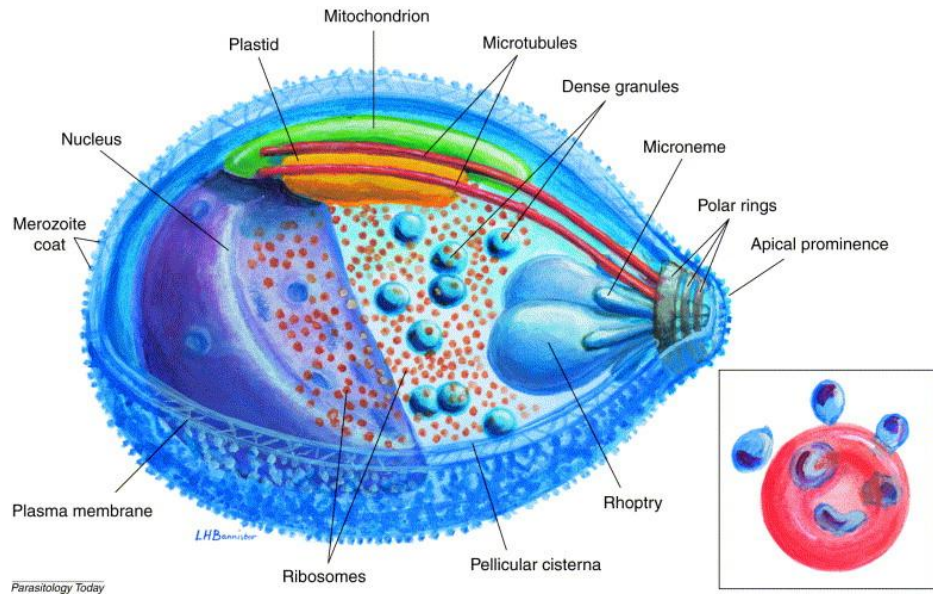 Mitochondrion
Plastid
Microtubules
Dense granules
Nucleus
Microneme
Polar rings
Merozoite
coat
Apical prominence
Plasma membrane
Rhoptry
LHBannister
Pellicular cisterna
Ribosomes
Parasitology Today